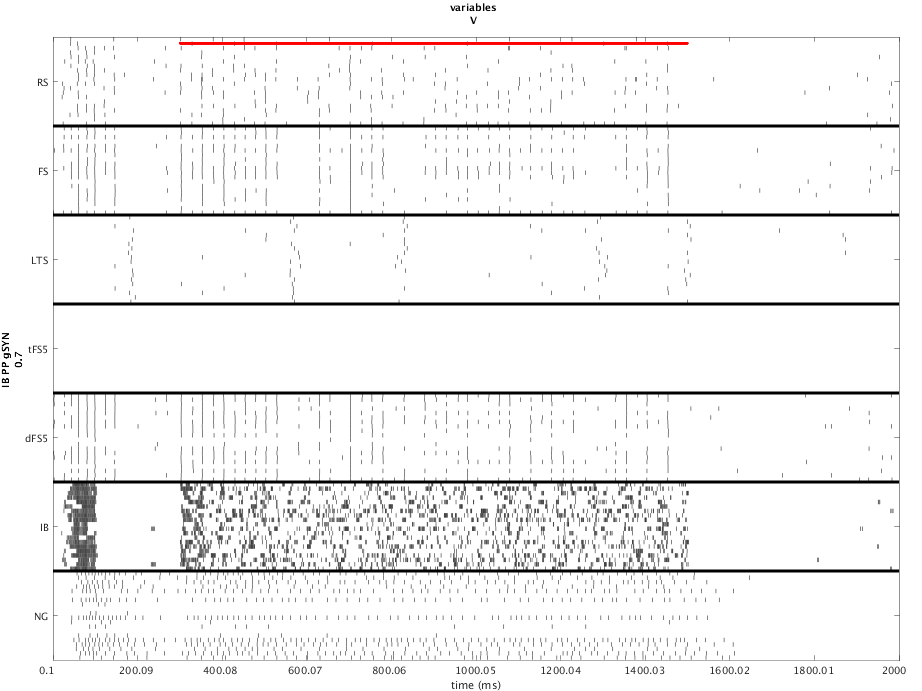 variables
V
RS
FS
LTS
tFS5
dFS5
IB
NG
IB PP gSYN
0.7
0.1 200.09 400.08 600.07 800.06 1000.05 1200.04 1400.03 1600.02 1800.01 2000
time (ms)